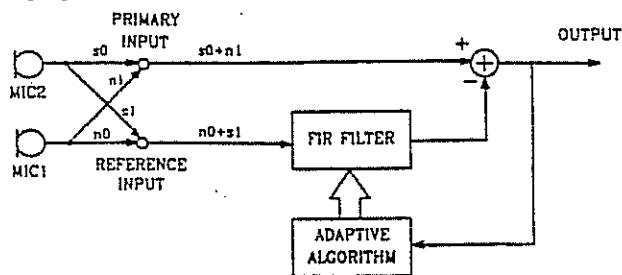 PRIMARY
INPUT
OUTPUT
s0
s0+n1
+
+
−
MIC2
n1
s1
n0
n0+s1
FIR FILTER
MIC1
REFERENCE
INPUT
ADAPTIVE
ALGORITHM